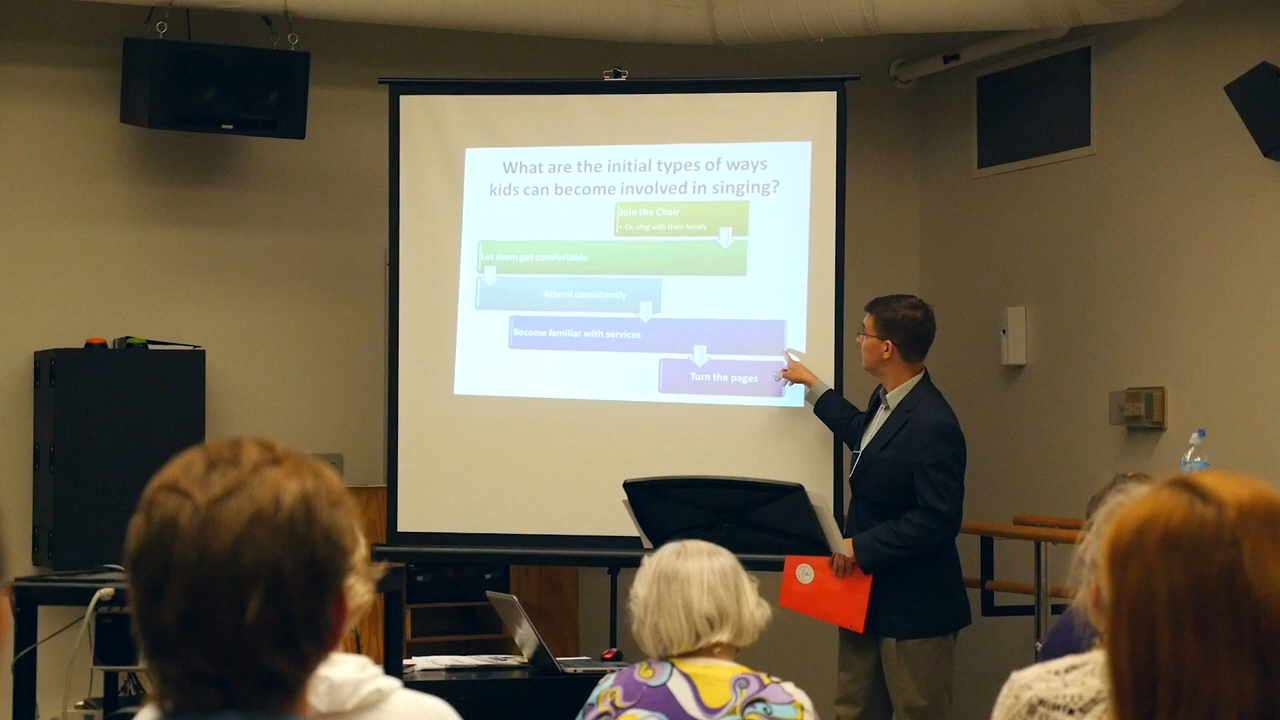 What are the initial types of ways
kids can become involved in singing?
Join the Choir
• Or, sing with their family
Let them get comfortable
Attend consistently
Become familiar with services
Turn the pages